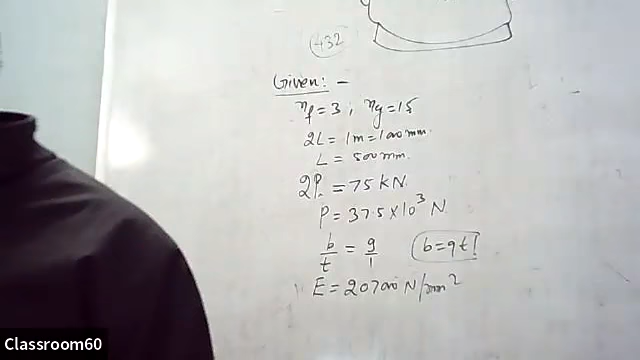 432
Given: -
nf = 3, ng = 15
2L = 1m = 1000mm.
L = 500mm.
2P = 75 KN.
P = 37.5 × 10³ N
b/t = 9/1 b = 9t!
E = 207000 N/mm²
Classroom60